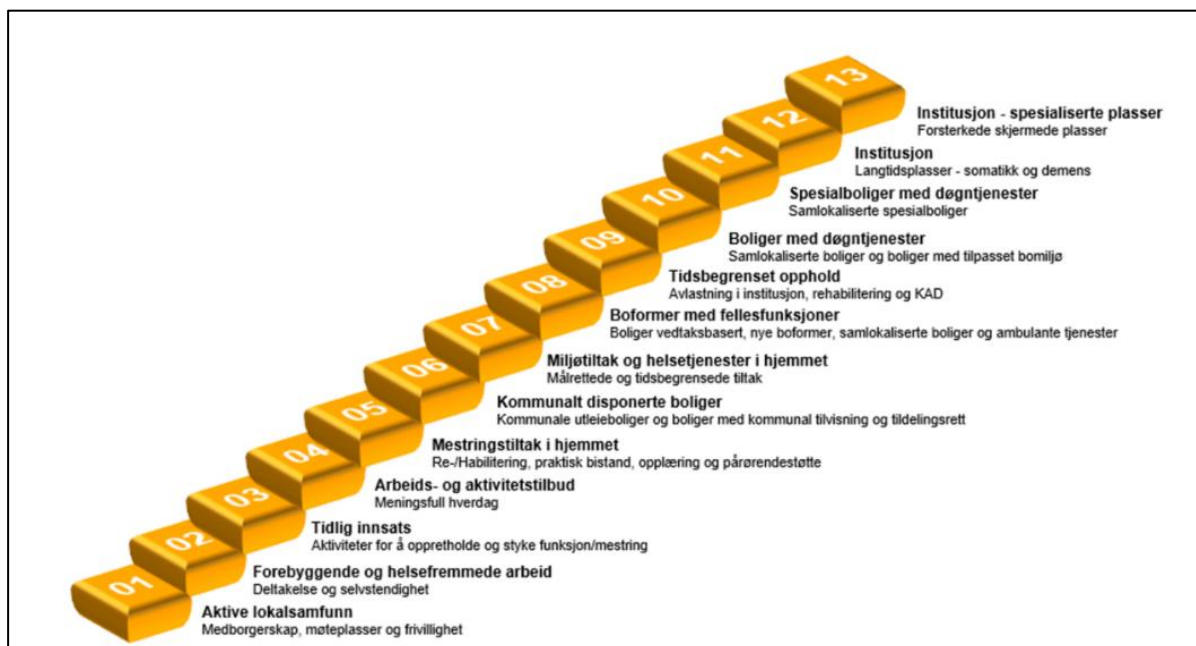 13
Institusjon - spesialiserte plasser
Forsterkede skjermede plasser
12
Institusjon
Langtidsplasser - somatikk og demens
11
Spesialboliger med døgntjenester
Samlokaliserte spesialboliger
10
Boliger med døgntjenester
Samlokaliserte boliger og boliger med tilpasset bomiljø
09
Tidsbegrenset opphold
Avlastning i institusjon, rehabilitering og KAD
08
Boformer med fellesfunksjoner
Boliger vedtaksbasert, nye boformer, samlokaliserte boliger og ambulante tjenester
07
Miljøtiltak og helsetjenester i hjemmet
Målrettede og tidsbegrensede tiltak
06
Kommunalt disponerte boliger
Kommunale utleieboliger og boliger med kommunal tilvisning og tildelingsrett
05
Mestringstiltak i hjemmet
Re-/Habilitering, praktisk bistand, opplæring og pårørendestøtte
04
Arbeids- og aktivitetstilbud
Meningsfull hverdag
03
Tidlig innsats
Aktiviteter for å oppretholde og styke funksjon/mestring
02
Forebyggende og helsefremmede arbeid
Deltakelse og selvstendighet
01
Aktive lokalsamfunn
Medborgerskap, møteplasser og frivillighet